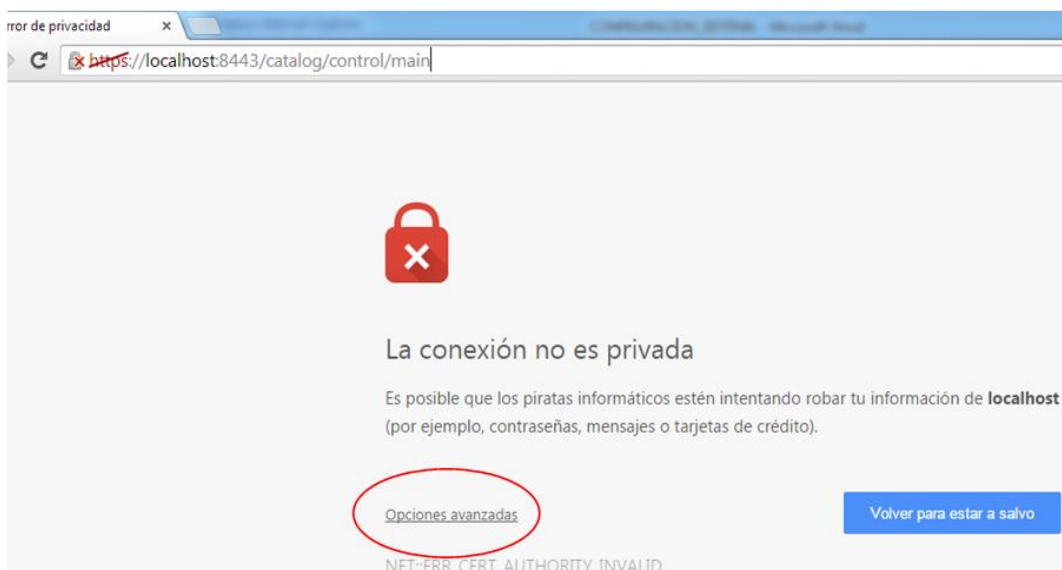 rror de privacidad
https://localhost:8443/catalog/control/main
La conexión no es privada
Es posible que los piratas informáticos estén intentando robar tu información de localhost
(por ejemplo, contraseñas, mensajes o tarjetas de crédito).
Opciones avanzadas
Volver para estar a salvo
NET::ERR_CERT_AUTHORITY_INVALID